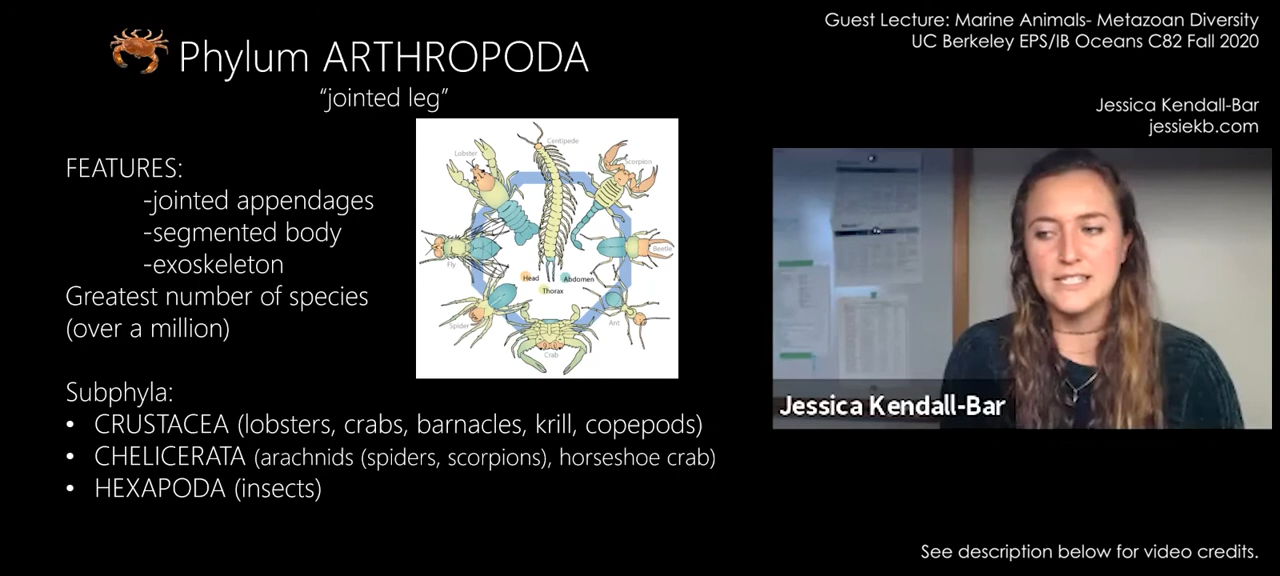 Phylum ARTHROPODA
"jointed leg"
FEATURES:
-jointed appendages
-segmented body
-exoskeleton
Greatest number of species
(over a million)
Lobster
Centipede
Scorpion
Fly
Beetle
Head
Thorax
Abdomen
Spider
Ant
Crab
Subphyla:
• CRUSTACEA (lobsters, crabs, barnacles, krill, copepods)
• CHELICERATA (arachnids (spiders, scorpions), horseshoe crab)
• HEXAPODA (insects)
Guest Lecture: Marine Animals- Metazoan Diversity
UC Berkeley EPS/IB Oceans C82 Fall 2020
Jessica Kendall-Bar
jessiekb.com
Jessica Kendall-Bar
See description below for video credits.